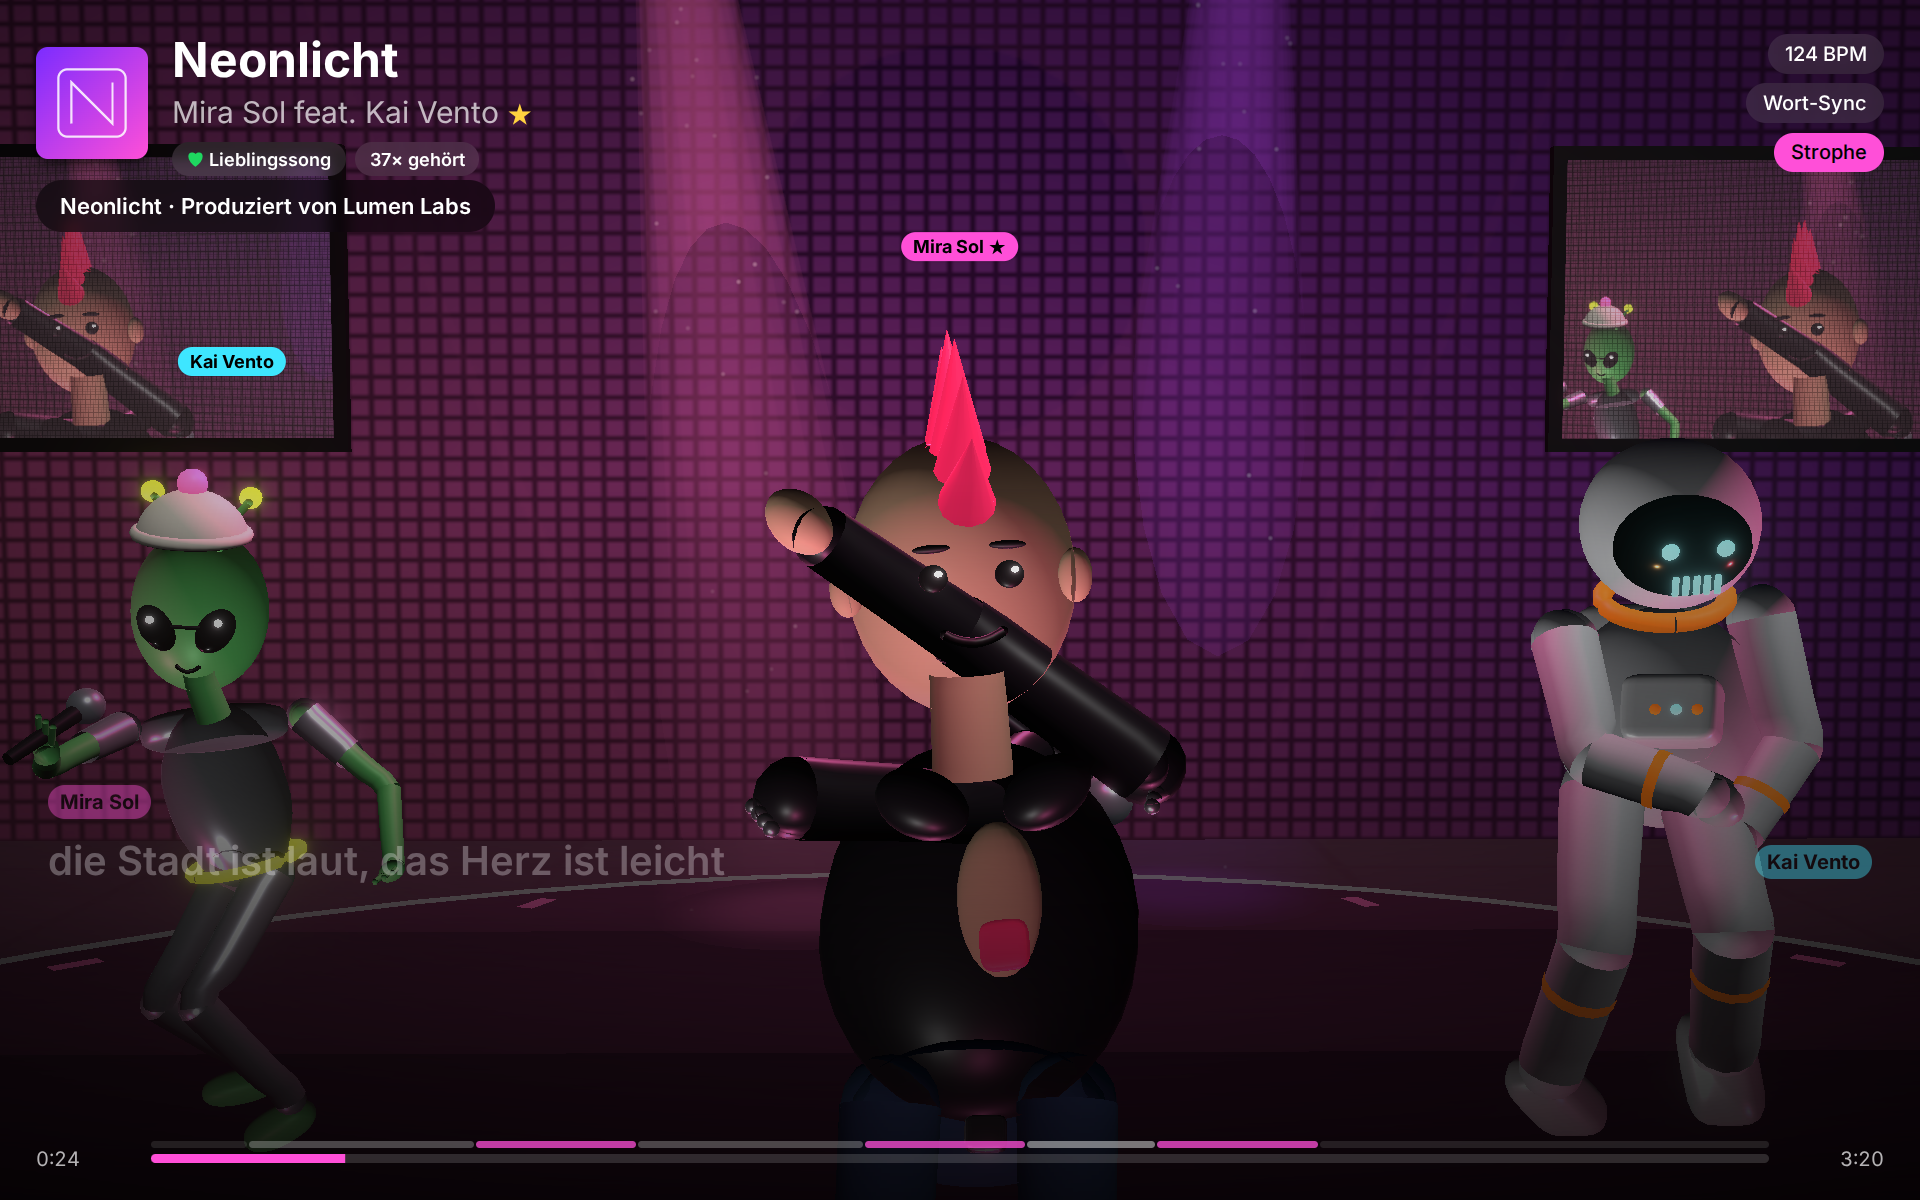 N
Neonlicht
Mira Sol feat. Kai Vento ★
Lieblingssong
37× gehört
Neonlicht · Produziert von Lumen Labs
124 BPM
Wort-Sync
Strophe
Mira Sol ★
Kai Vento
Mira Sol
die Stadt ist laut, das Herz ist leicht
Kai Vento
0:24
3:20